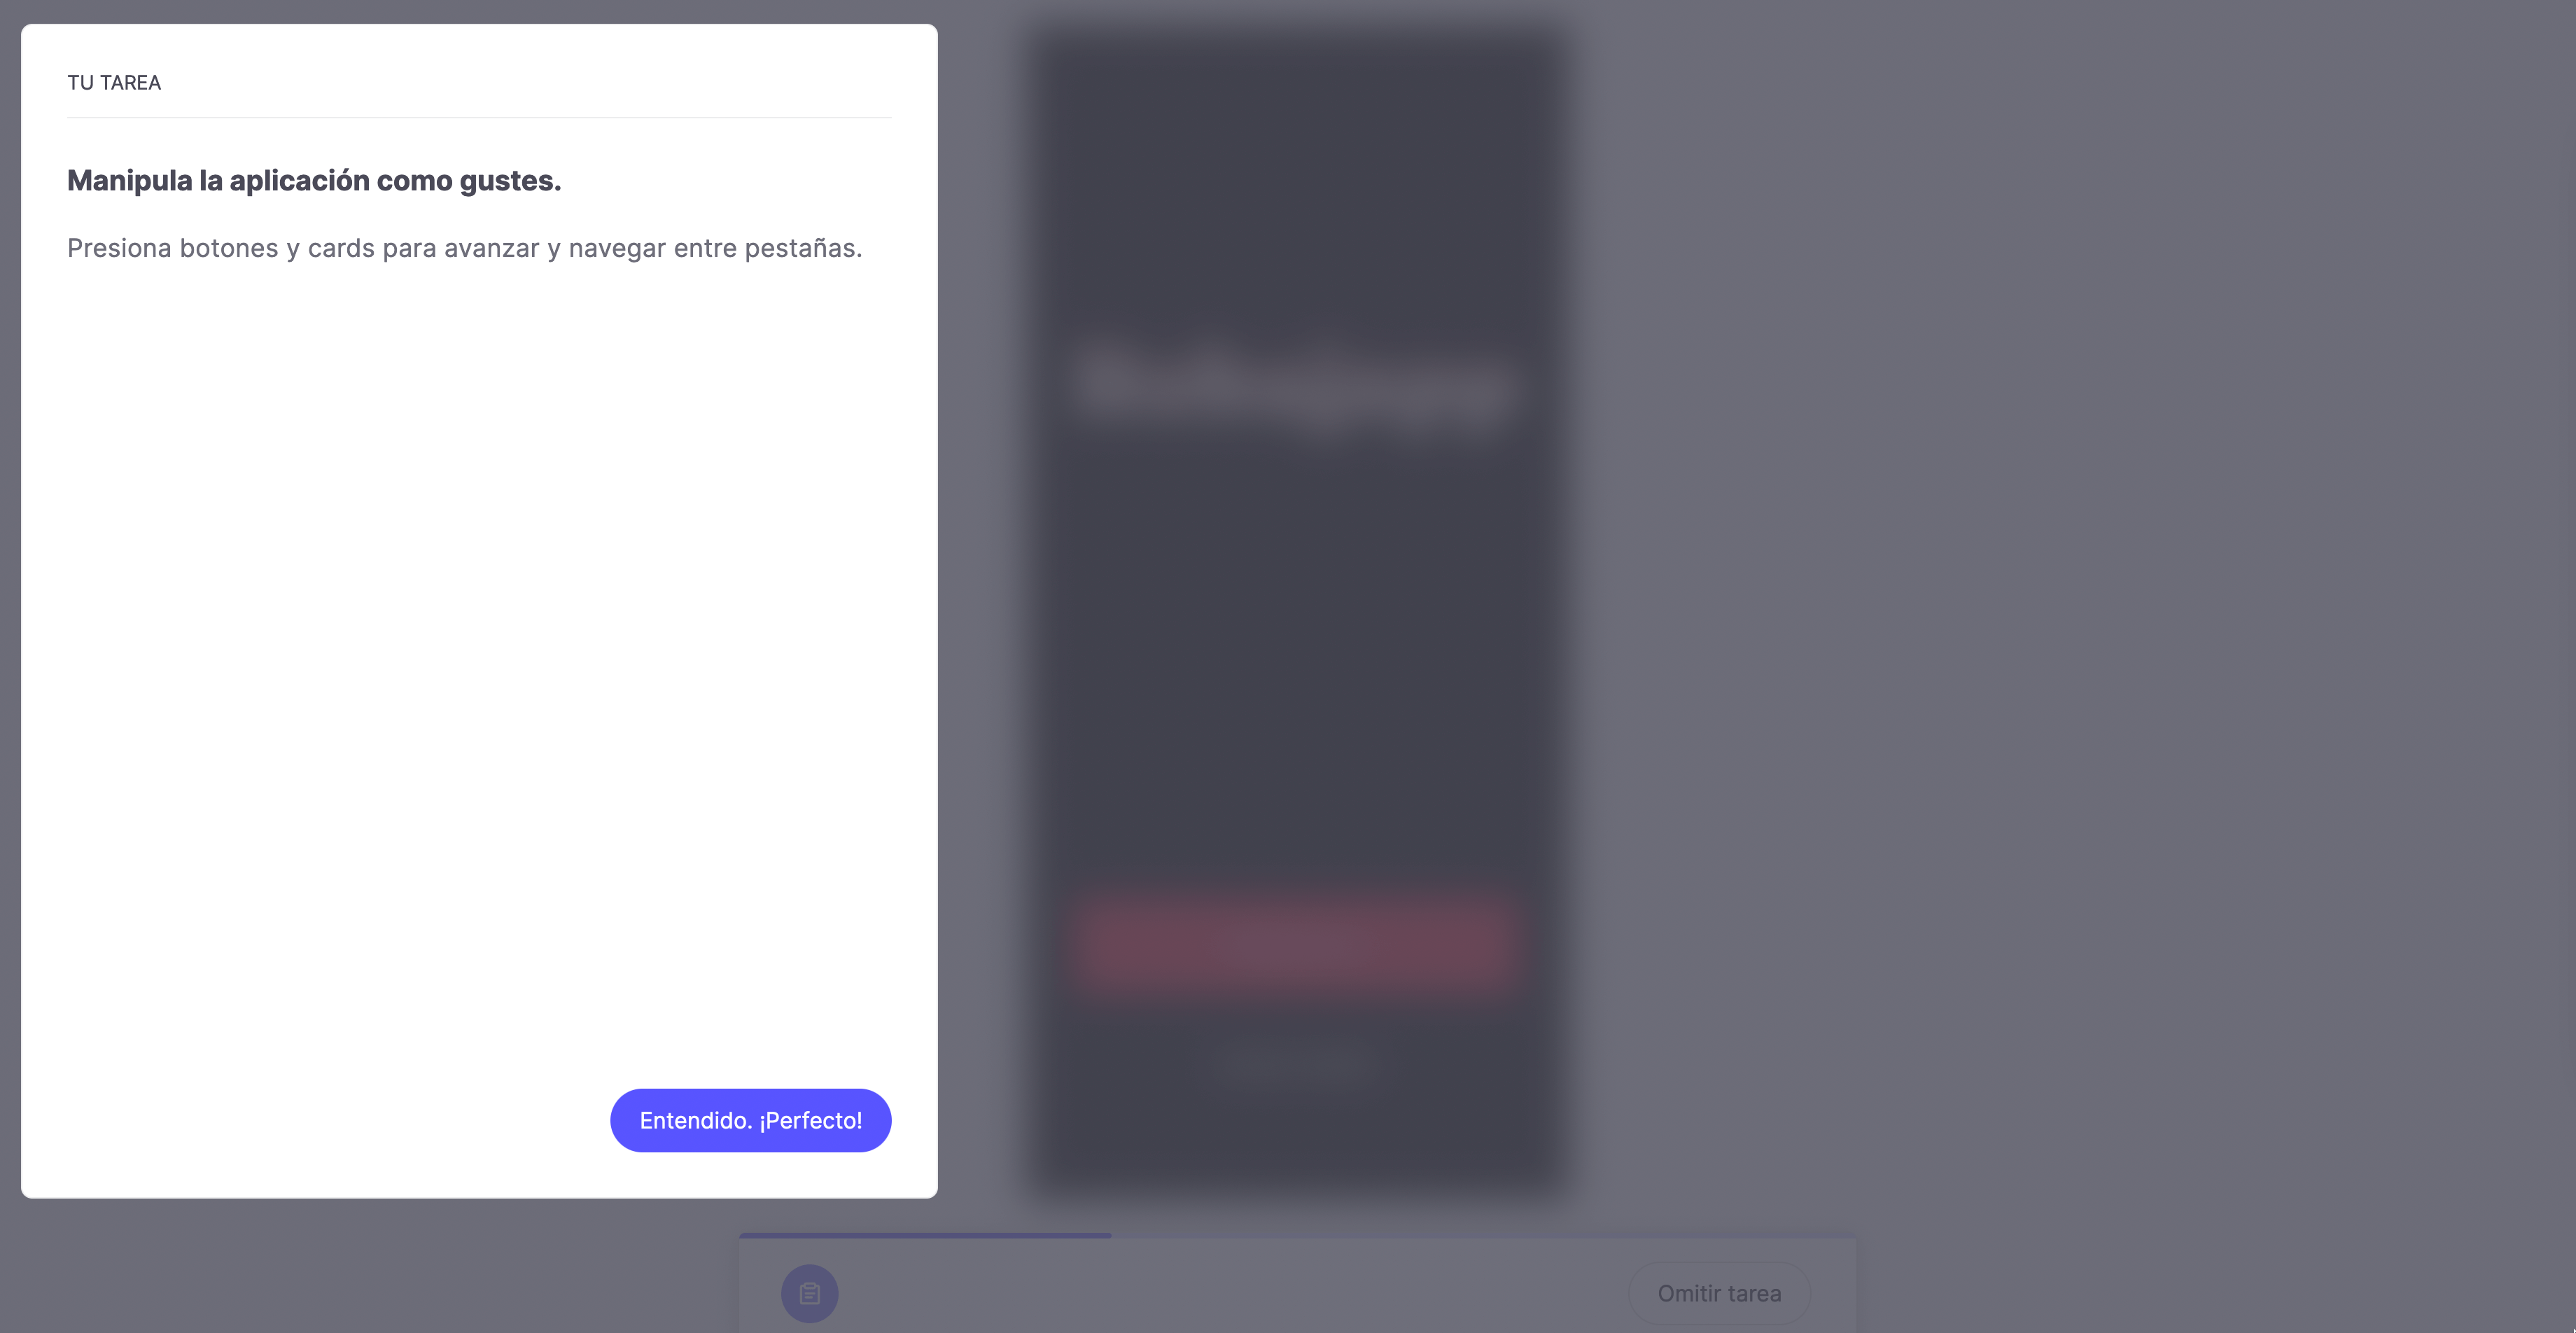 TU TAREA
Manipula la aplicación como gustes.
Presiona botones y cards para avanzar y navegar entre pestañas.
Entendido. ¡Perfecto!
Omitir tarea